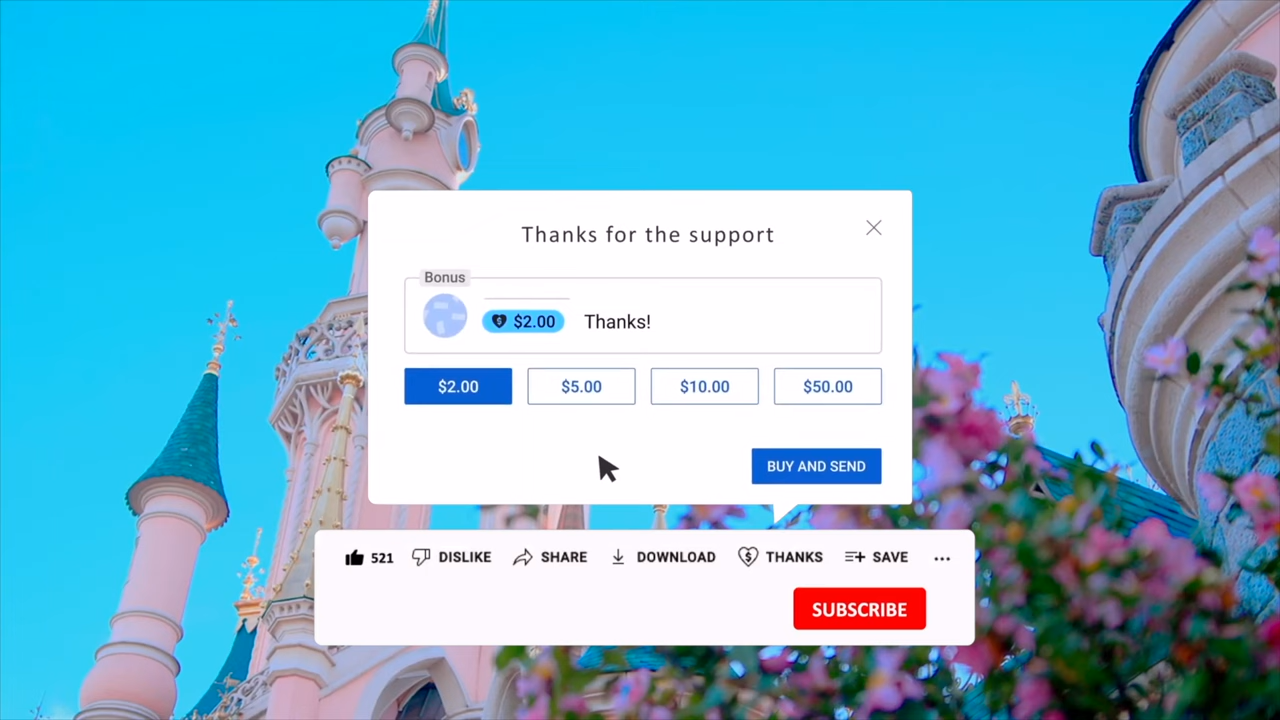 Thanks for the support
Bonus
$2.00 Thanks!
$2.00 $5.00 $10.00 $50.00
BUY AND SEND
521 DISLIKE SHARE DOWNLOAD THANKS SAVE
SUBSCRIBE